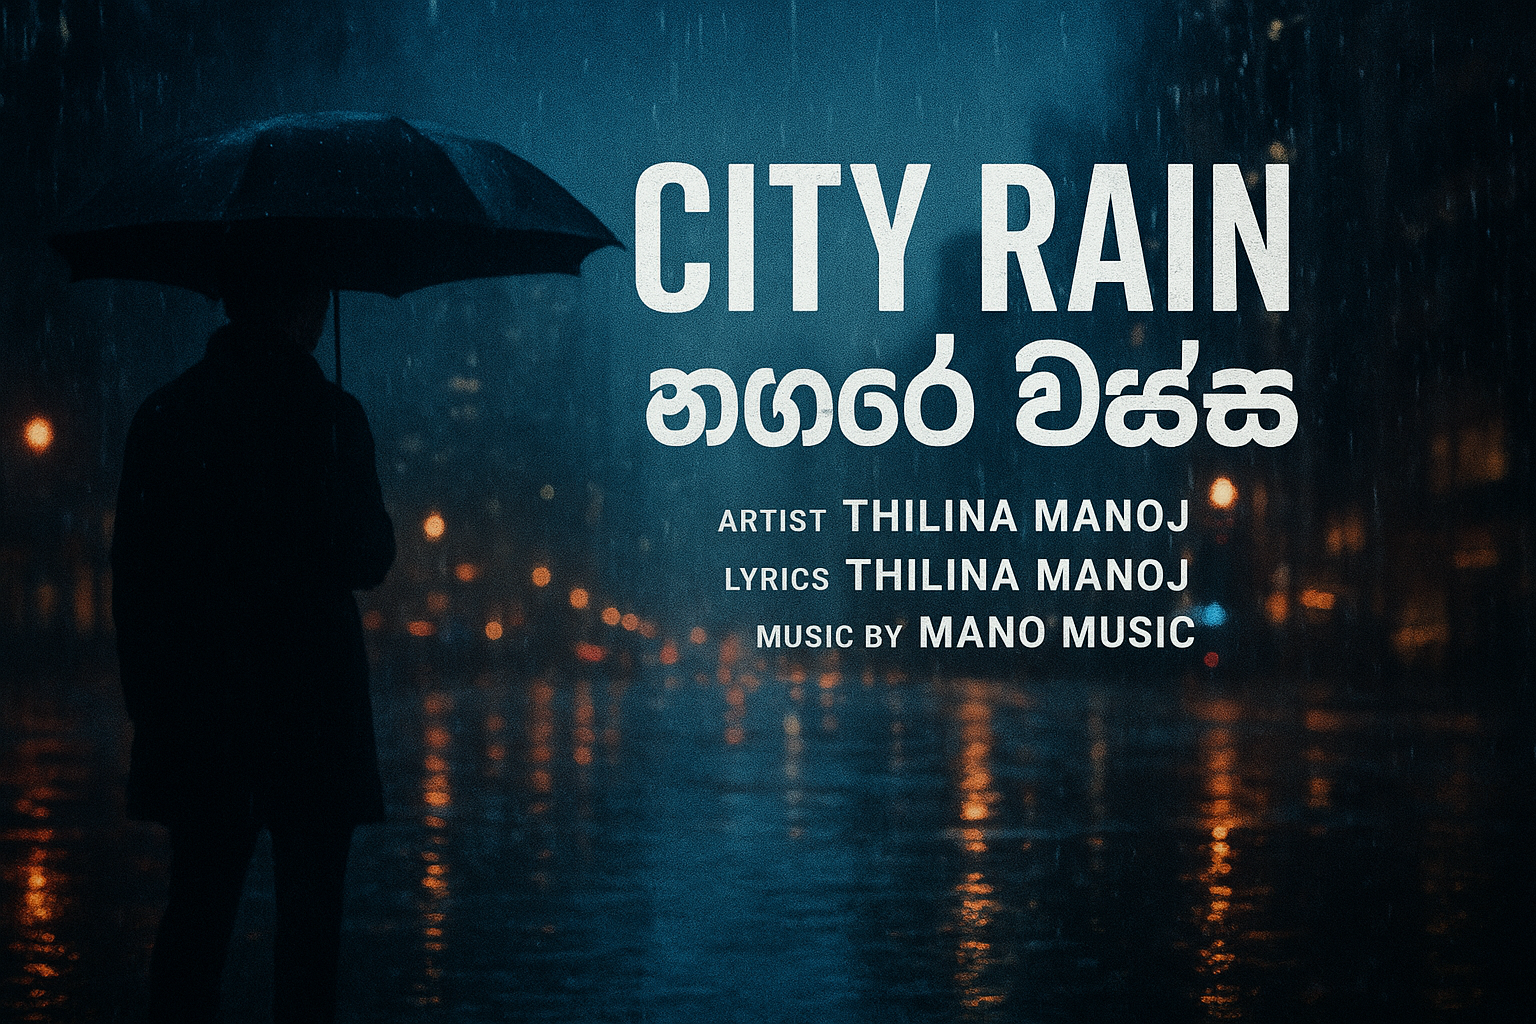 CITY RAIN
නගරේ වස්ස
ARTIST THILINA MANOJ
LYRICS THILINA MANOJ
MUSIC BY MANO MUSIC